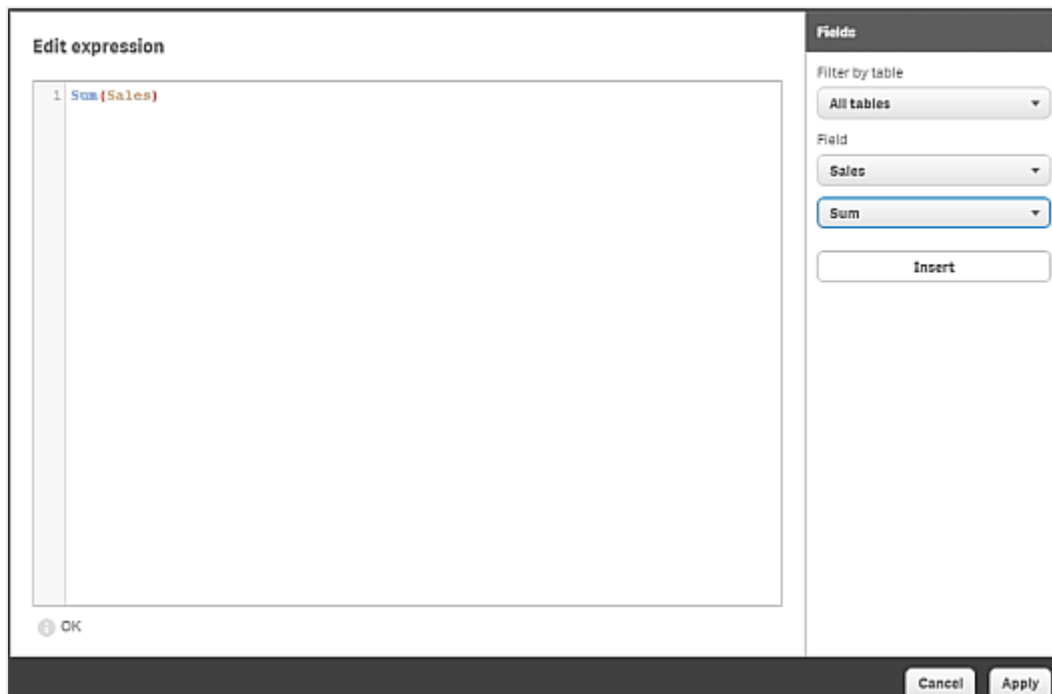 Edit expression
1 Sum(Sales)
OK
Fields
Filter by table
All tables
Field
Sales
Sum
Insert
Cancel Apply